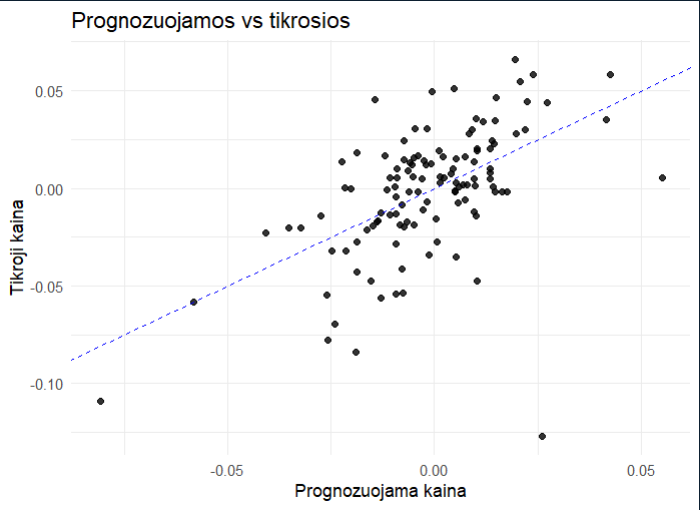 Prognozuojamos vs tikrosios
Tikroji kaina
0.05
0.00
-0.05
-0.10
-0.05
0.00
0.05
Prognozuojama kaina